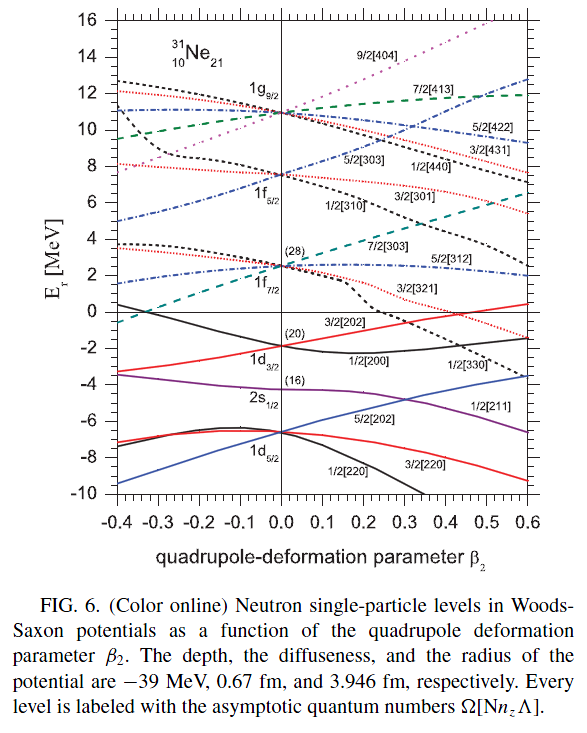 16
14
12
10
8
6
4
2
0
-2
-4
-6
-8
-10
E_r [MeV]
³¹₁₀Ne₂₁
9/2[404]
1g₉/₂
7/2[413]
5/2[422]
3/2[431]
5/2[303]
1/2[440]
1f₅/₂
3/2[301]
1/2[310]
(28)
7/2[303]
5/2[312]
1f₇/₂
3/2[321]
(20)
3/2[202]
1d₃/₂
1/2[200]
1/2[330]
(16)
2s₁/₂
1/2[211]
5/2[202]
1d₅/₂
3/2[220]
1/2[220]
-0.4 -0.3 -0.2 -0.1 0.0 0.1 0.2 0.3 0.4 0.5 0.6
quadrupole-deformation parameter β₂
FIG. 6. (Color online) Neutron single-particle levels in Woods-
Saxon potentials as a function of the quadrupole deformation
parameter β₂. The depth, the diffuseness, and the radius of the
potential are −39 MeV, 0.67 fm, and 3.946 fm, respectively. Every
level is labeled with the asymptotic quantum numbers Ω[Nn_zΛ].